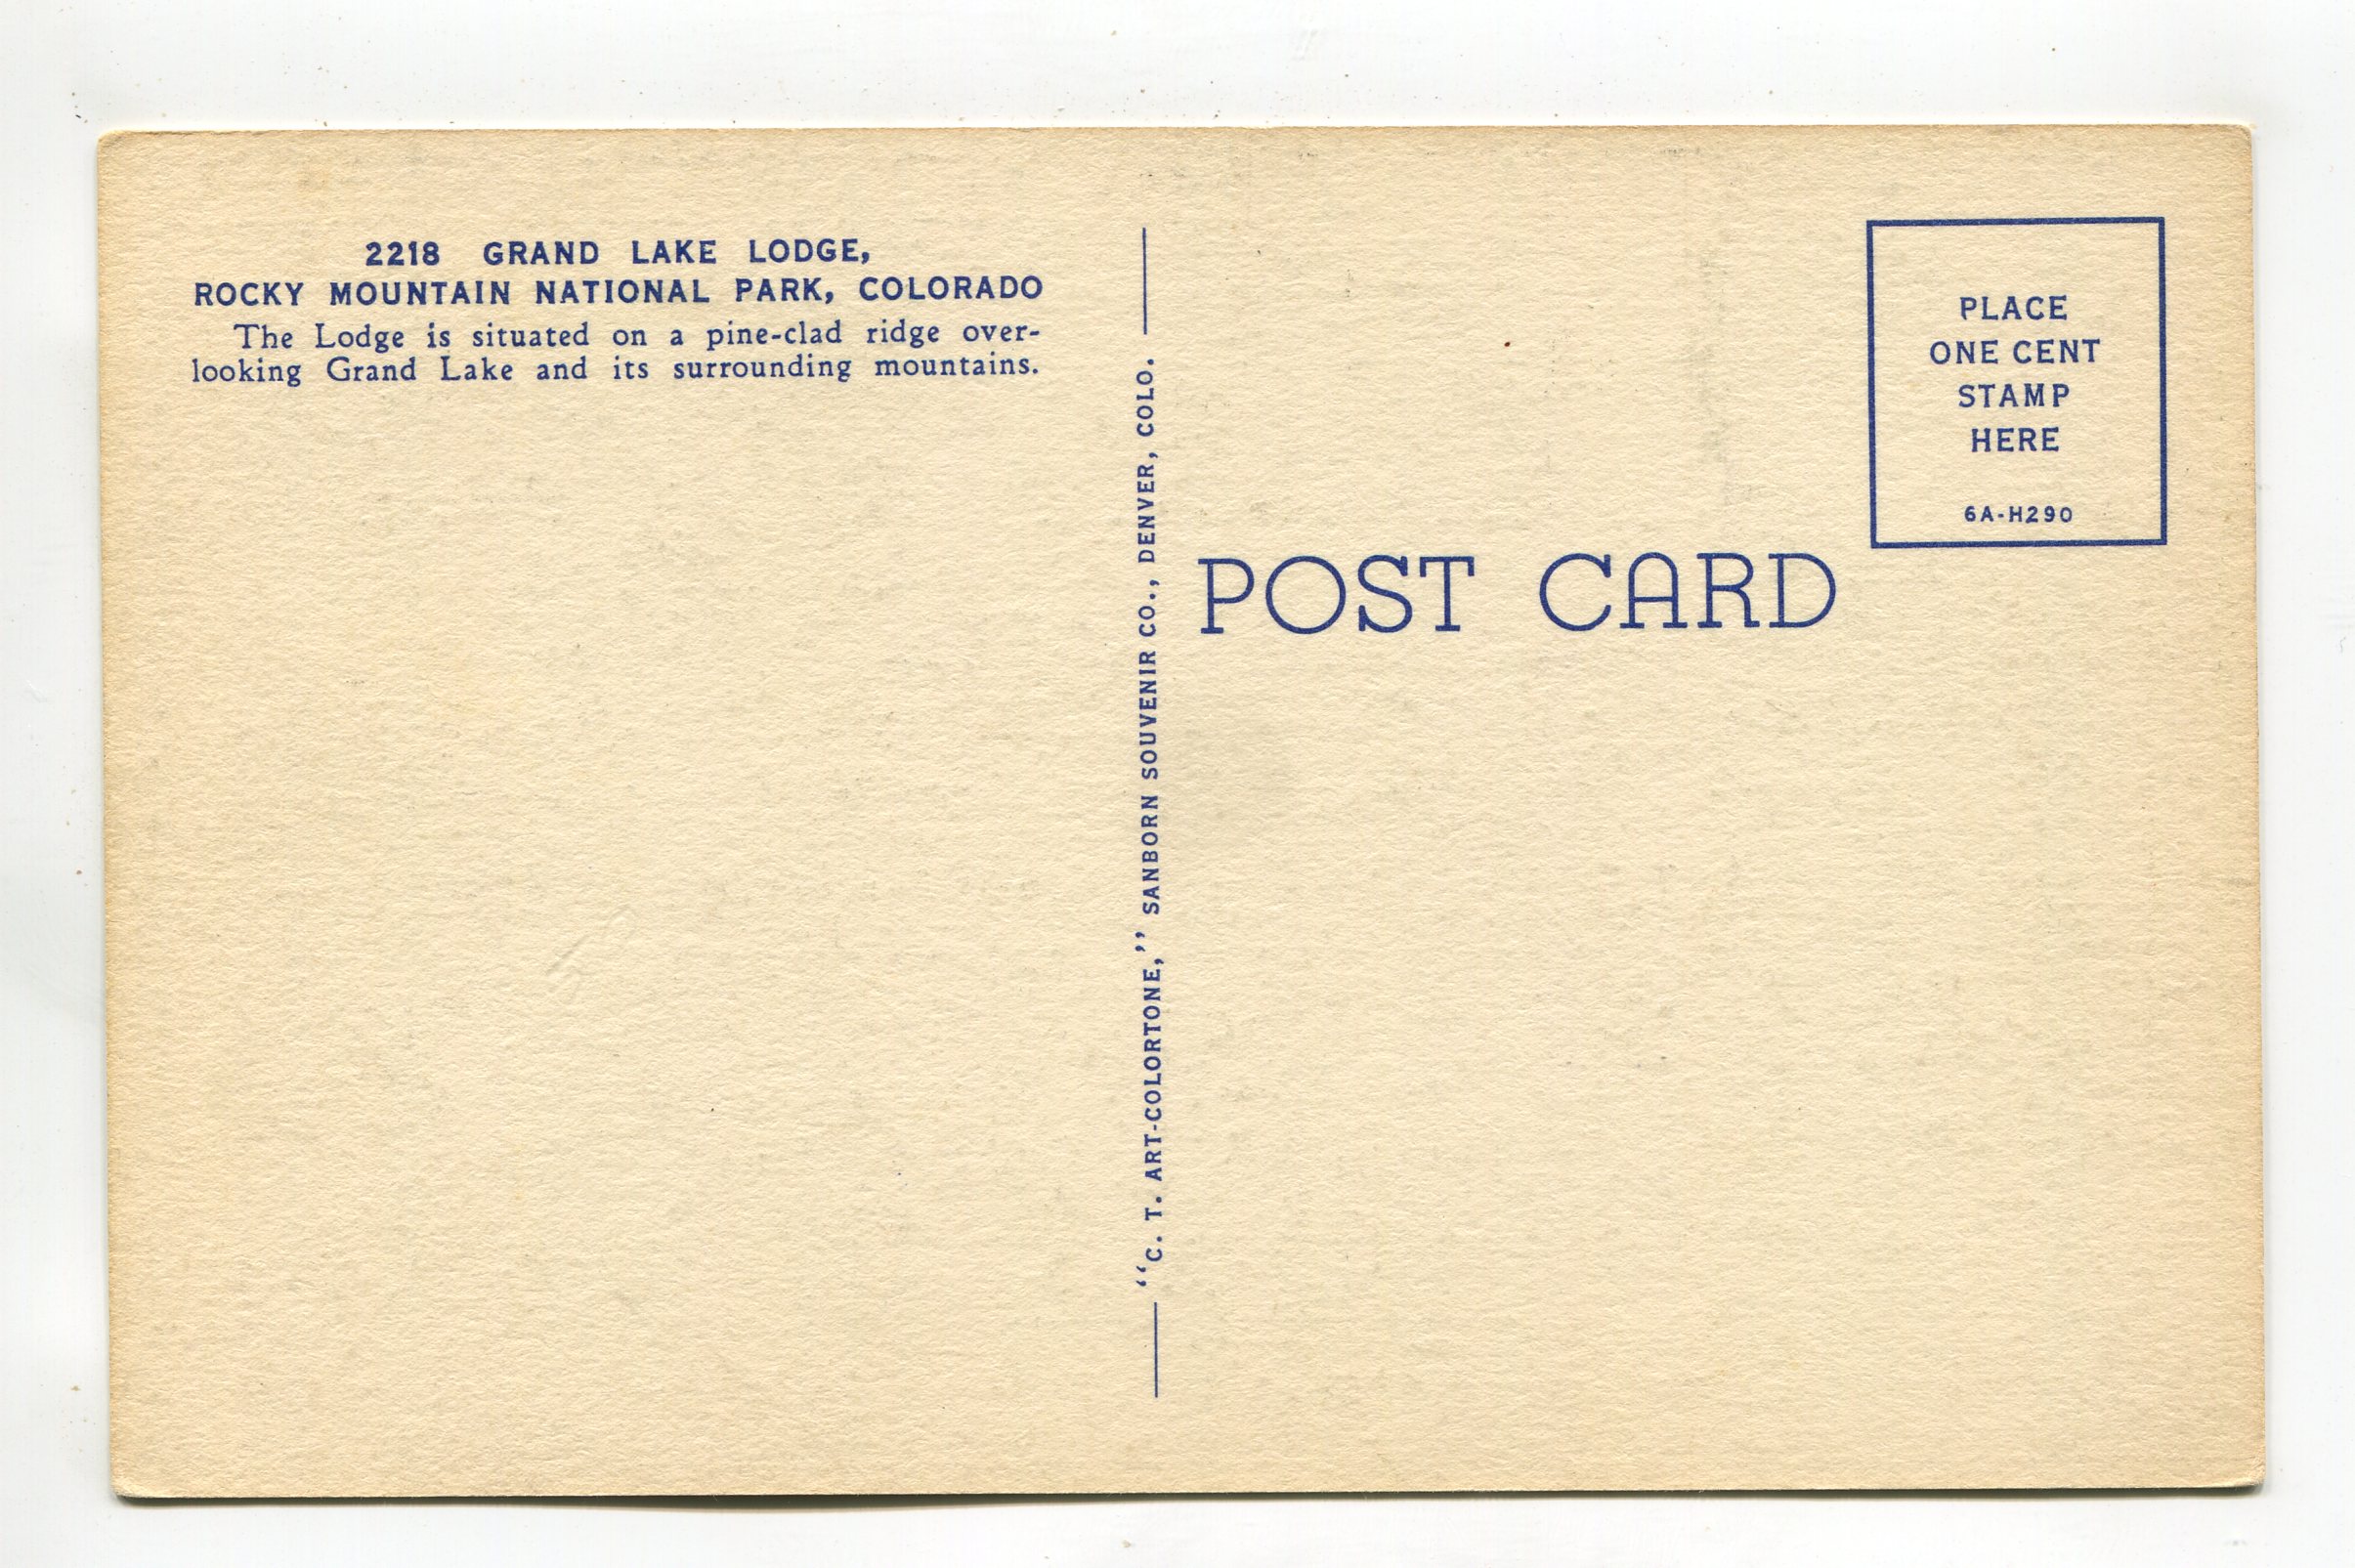 2218 GRAND LAKE LODGE,
ROCKY MOUNTAIN NATIONAL PARK, COLORADO
The Lodge is situated on a pine-clad ridge over-
looking Grand Lake and its surrounding mountains.
“C. T. ART-COLORTONE,” SANBORN SOUVENIR CO., DENVER, COLO.
POST CARD
PLACE
ONE CENT
STAMP
HERE
6A-H290